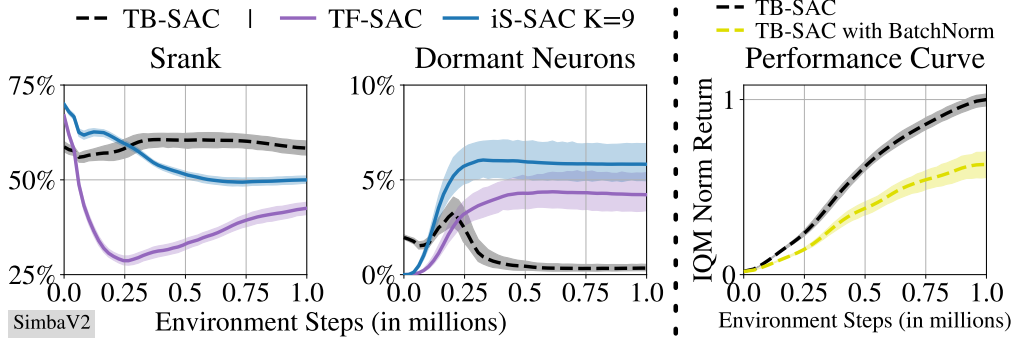 TB-SAC | TF-SAC iS-SAC K=9
Srank
75%
50%
25%
0.0 0.25 0.5 0.75 1.0
Dormant Neurons
10%
5%
0%
0.0 0.25 0.5 0.75 1.0
Environment Steps (in millions)
SimbaV2
TB-SAC
TB-SAC with BatchNorm
Performance Curve
IQM Norm Return
1
0
0.0 0.25 0.5 0.75 1.0
Environment Steps (in millions)